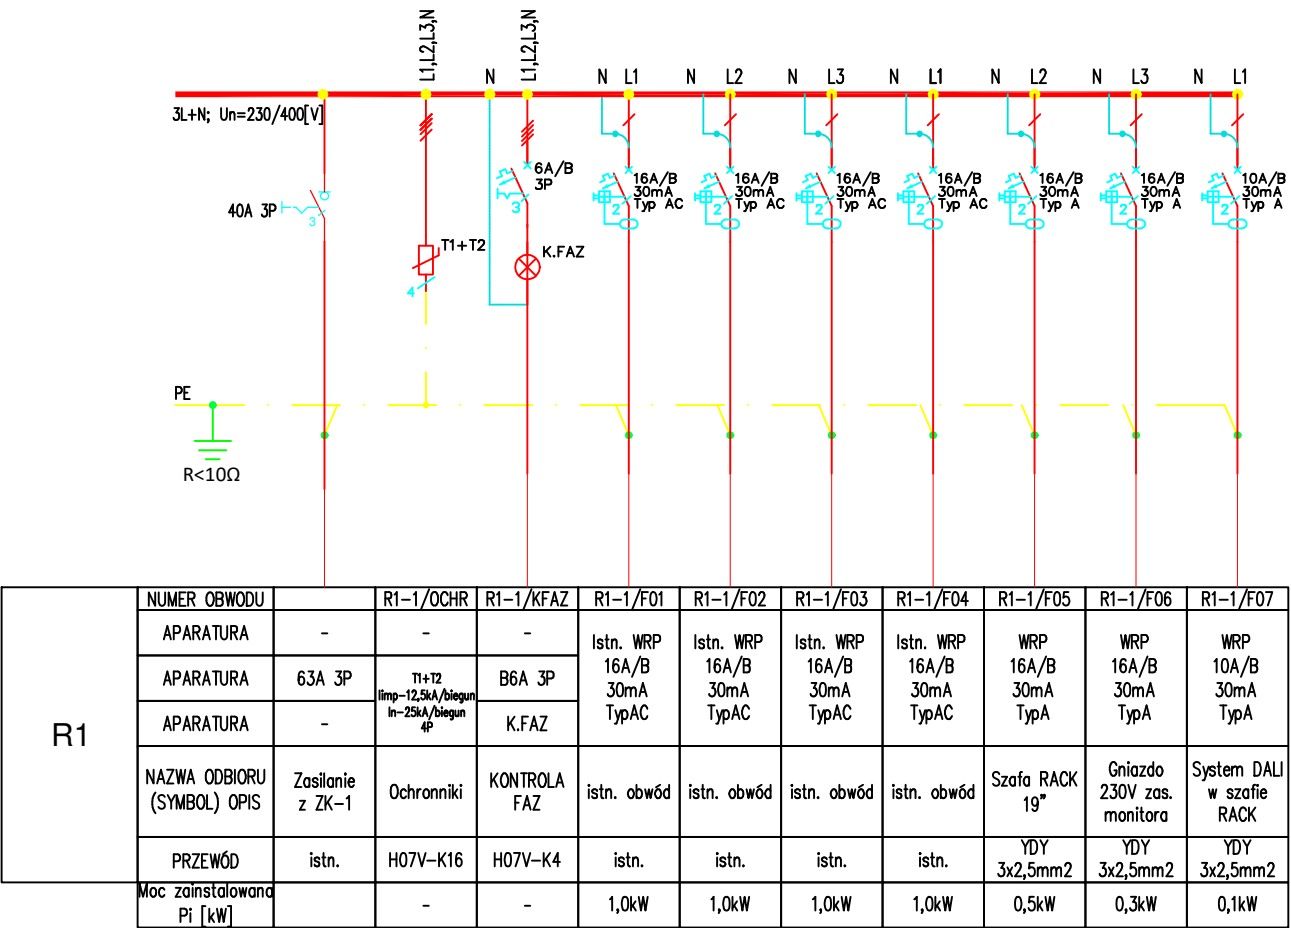 L1,L2,L3,N
L1,L2,L3,N
N
N L1
N L2
N L3
N L1
N L2
N L3
N L1
3L+N; Un=230/400[V]
6A/B
3P
3
16A/B
30mA
Typ AC
2
16A/B
30mA
Typ AC
2
16A/B
30mA
Typ AC
2
16A/B
30mA
Typ AC
2
16A/B
30mA
Typ A
2
16A/B
30mA
Typ A
2
10A/B
30mA
Typ A
2
40A 3P
3
T1+T2
4
K.FAZ
PE
R<10Ω
R1
NUMER OBWODU R1-1/OCHR R1-1/KFAZ R1-1/F01 R1-1/F02 R1-1/F03 R1-1/F04 R1-1/F05 R1-1/F06 R1-1/F07
APARATURA - - -
APARATURA 63A 3P
T1+T2
Iimp-12,5kA/biegun
In-25kA/biegun
4P
B6A 3P
APARATURA - K.FAZ
Istn. WRP
16A/B
30mA
TypAC
Istn. WRP
16A/B
30mA
TypAC
Istn. WRP
16A/B
30mA
TypAC
Istn. WRP
16A/B
30mA
TypAC
WRP
16A/B
30mA
TypA
WRP
16A/B
30mA
TypA
WRP
10A/B
30mA
TypA
NAZWA ODBIORU
(SYMBOL) OPIS
Zasilanie
z ZK-1
Ochronniki
KONTROLA
FAZ
istn. obwód
istn. obwód
istn. obwód
istn. obwód
Szafa RACK
19"
Gniazdo
230V zas.
monitora
System DALI
w szafie
RACK
PRZEWÓD istn. H07V-K16 H07V-K4 istn. istn. istn. istn.
YDY
3x2,5mm2
YDY
3x2,5mm2
YDY
3x2,5mm2
Moc zainstalowana
Pi [kW]
- - 1,0kW 1,0kW 1,0kW 1,0kW 0,5kW 0,3kW 0,1kW